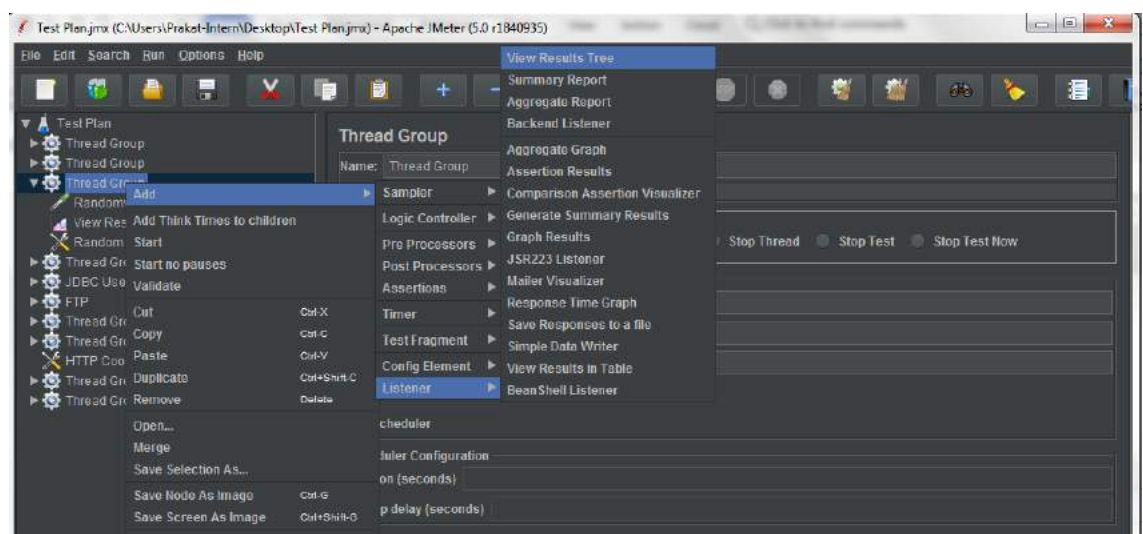 Test Plan.jmx (C:\Users\Prakat-Intern\Desktop\Test Plan.jmx) - Apache JMeter (5.0 r1840935)
File Edit Search Run Options Help
Test Plan
Thread Group
Thread Group
Thread Group
Random
View Res
Random
Thread Gr
JDBC Use
FTP
Thread Gr
Thread Gr
HTTP Coo
Thread Gr
Thread Gr
Add
Add Think Times to children
Start
Start no pauses
Validate
Cut Ctrl-X
Copy Ctrl-C
Paste Ctrl-V
Duplicate Ctrl+Shift-C
Remove Delete
Open...
Merge
Save Selection As...
Save Node As Image Ctrl-G
Save Screen As Image Ctrl+Shift-G
Thread Group
Name: Thread Group
Sampler
Logic Controller
Pre Processors
Post Processors
Assertions
Timer
Test Fragment
Config Element
Listener
View Results Tree
Summary Report
Aggregate Report
Backend Listener
Aggregate Graph
Assertion Results
Comparison Assertion Visualizer
Generate Summary Results
Graph Results
JSR223 Listener
Mailer Visualizer
Response Time Graph
Save Responses to a file
Simple Data Writer
View Results in Table
BeanShell Listener
Stop Thread Stop Test Stop Test Now
cheduler
duler Configuration
on (seconds)
p delay (seconds)